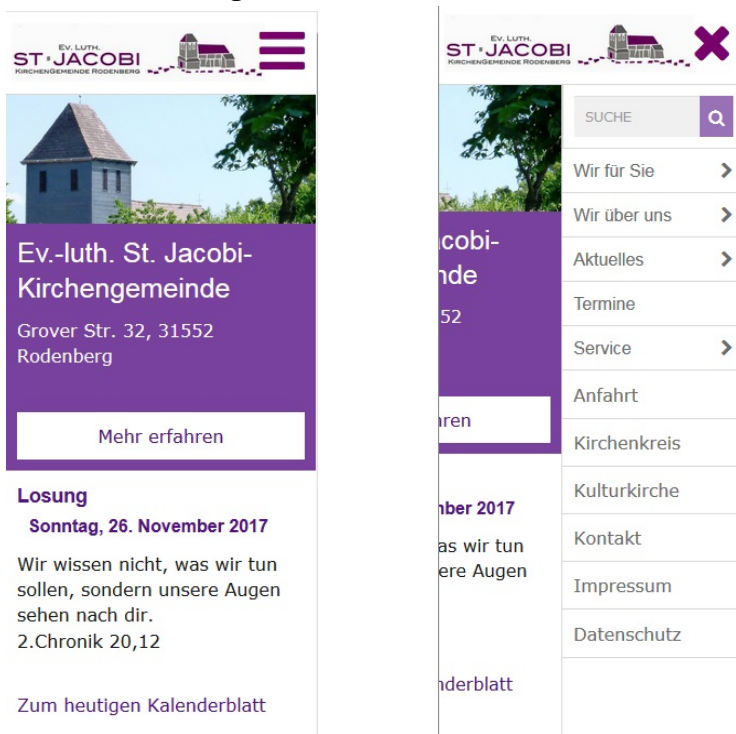 Ev. Luth.
ST·JACOBI
KirchenGemeinde Rodenberg
Ev.-luth. St. Jacobi-
Kirchengemeinde
Grover Str. 32, 31552
Rodenberg
Mehr erfahren
Losung
Sonntag, 26. November 2017
Wir wissen nicht, was wir tun
sollen, sondern unsere Augen
sehen nach dir.
2.Chronik 20,12
Zum heutigen Kalenderblatt
Ev. Luth.
ST·JACOBI
KirchenGemeinde Rodenberg
cobi-
nde
52
ren
ber 2017
as wir tun
ere Augen
nderblatt
SUCHE
Wir für Sie
Wir über uns
Aktuelles
Termine
Service
Anfahrt
Kirchenkreis
Kulturkirche
Kontakt
Impressum
Datenschutz